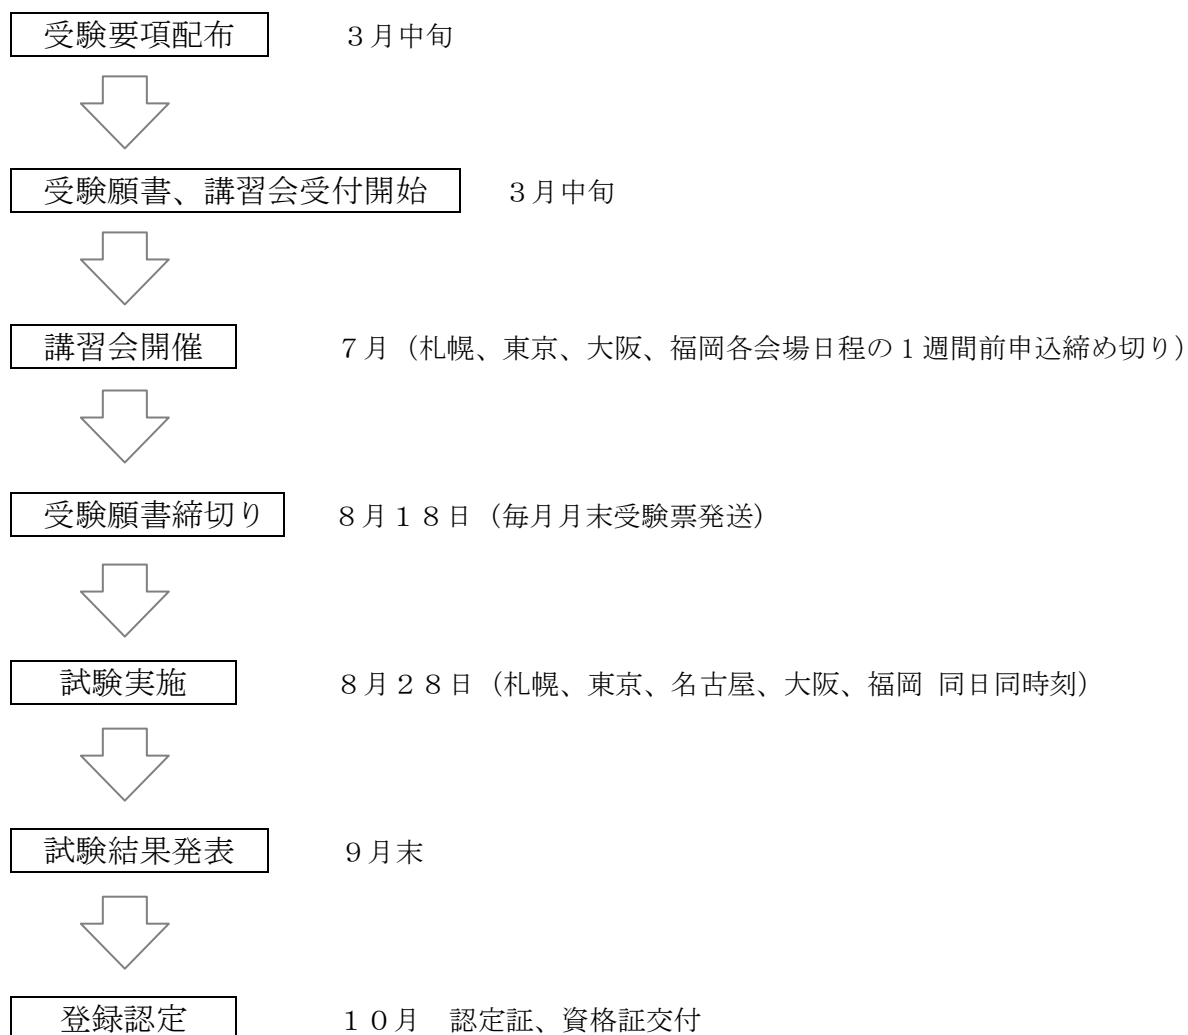 受験要項配布　３月中旬
受験願書、講習会受付開始　３月中旬
講習会開催　７月（札幌、東京、大阪、福岡各会場日程の１週間前申込締め切り）
受験願書締切り　８月１８日（毎月月末受験票発送）
試験実施　８月２８日（札幌、東京、名古屋、大阪、福岡 同日同時刻）
試験結果発表　９月末
登録認定　１０月　認定証、資格証交付